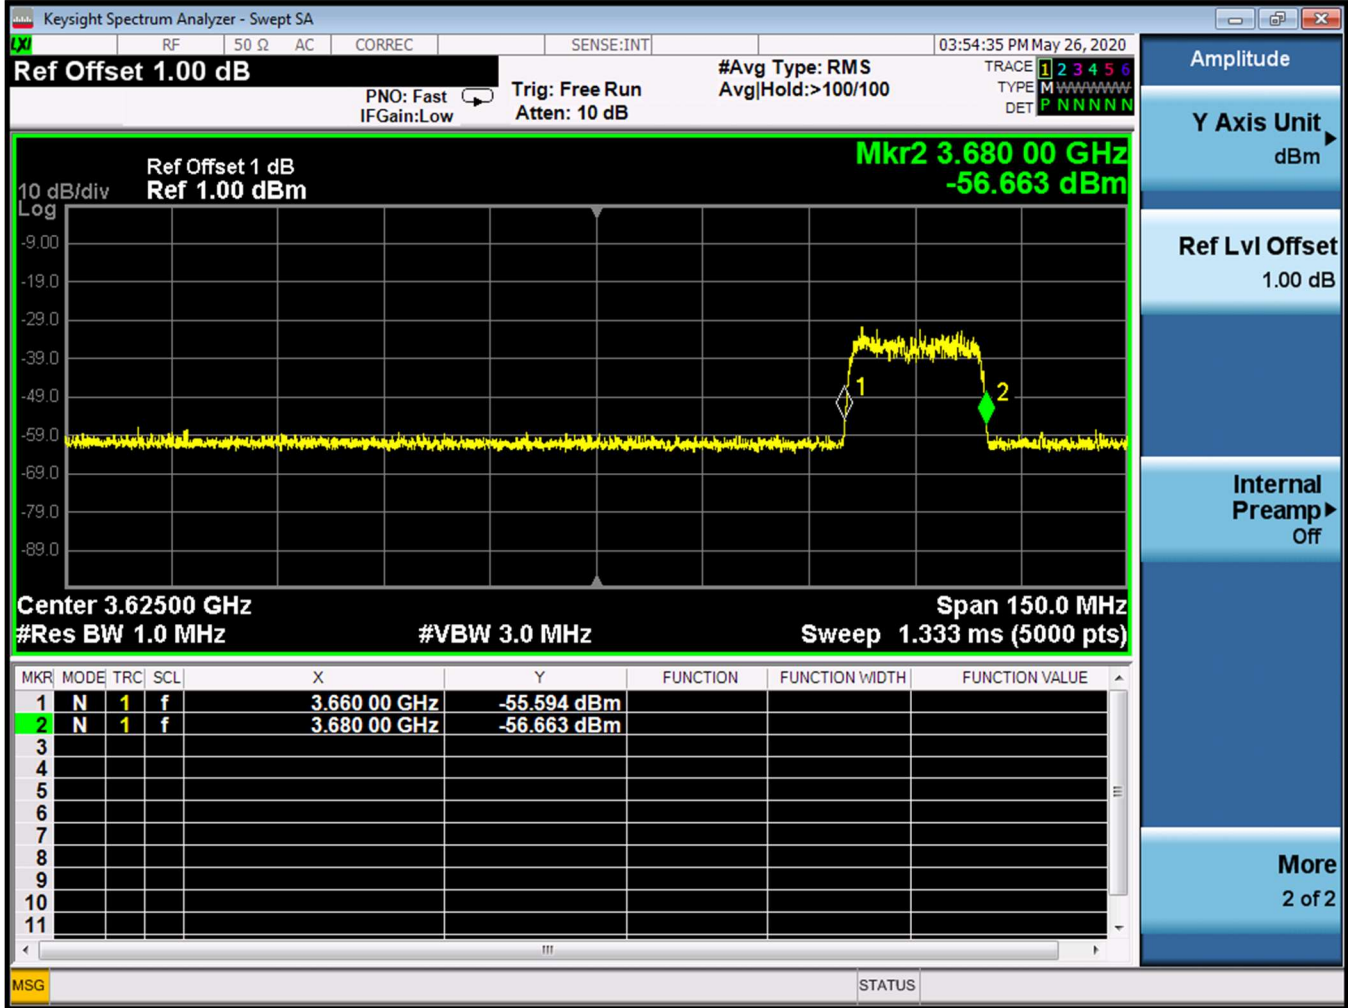 Keysight Spectrum Analyzer - Swept SA
LXI RF 50 Ω AC CORREC SENSE:INT 03:54:35 PM May 26, 2020
Ref Offset 1.00 dB
PNO: Fast
IFGain:Low
Trig: Free Run
Atten: 10 dB
#Avg Type: RMS
Avg|Hold:>100/100
TRACE 1 2 3 4 5 6
TYPE M WWWWW
DET P N N N N N
Mkr2 3.680 00 GHz
-56.663 dBm
Ref Offset 1 dB
10 dB/div Ref 1.00 dBm
Log
-9.00
-19.0
-29.0
-39.0
-49.0
-59.0
-69.0
-79.0
-89.0
1
2
Center 3.62500 GHz Span 150.0 MHz
#Res BW 1.0 MHz #VBW 3.0 MHz Sweep 1.333 ms (5000 pts)
MKR MODE TRC SCL X Y FUNCTION FUNCTION WIDTH FUNCTION VALUE
1 N 1 f 3.660 00 GHz -55.594 dBm
2 N 1 f 3.680 00 GHz -56.663 dBm
3
4
5
6
7
8
9
10
11
MSG STATUS
Amplitude
Y Axis Unit
dBm
Ref Lvl Offset
1.00 dB
Internal
Preamp
Off
More
2 of 2